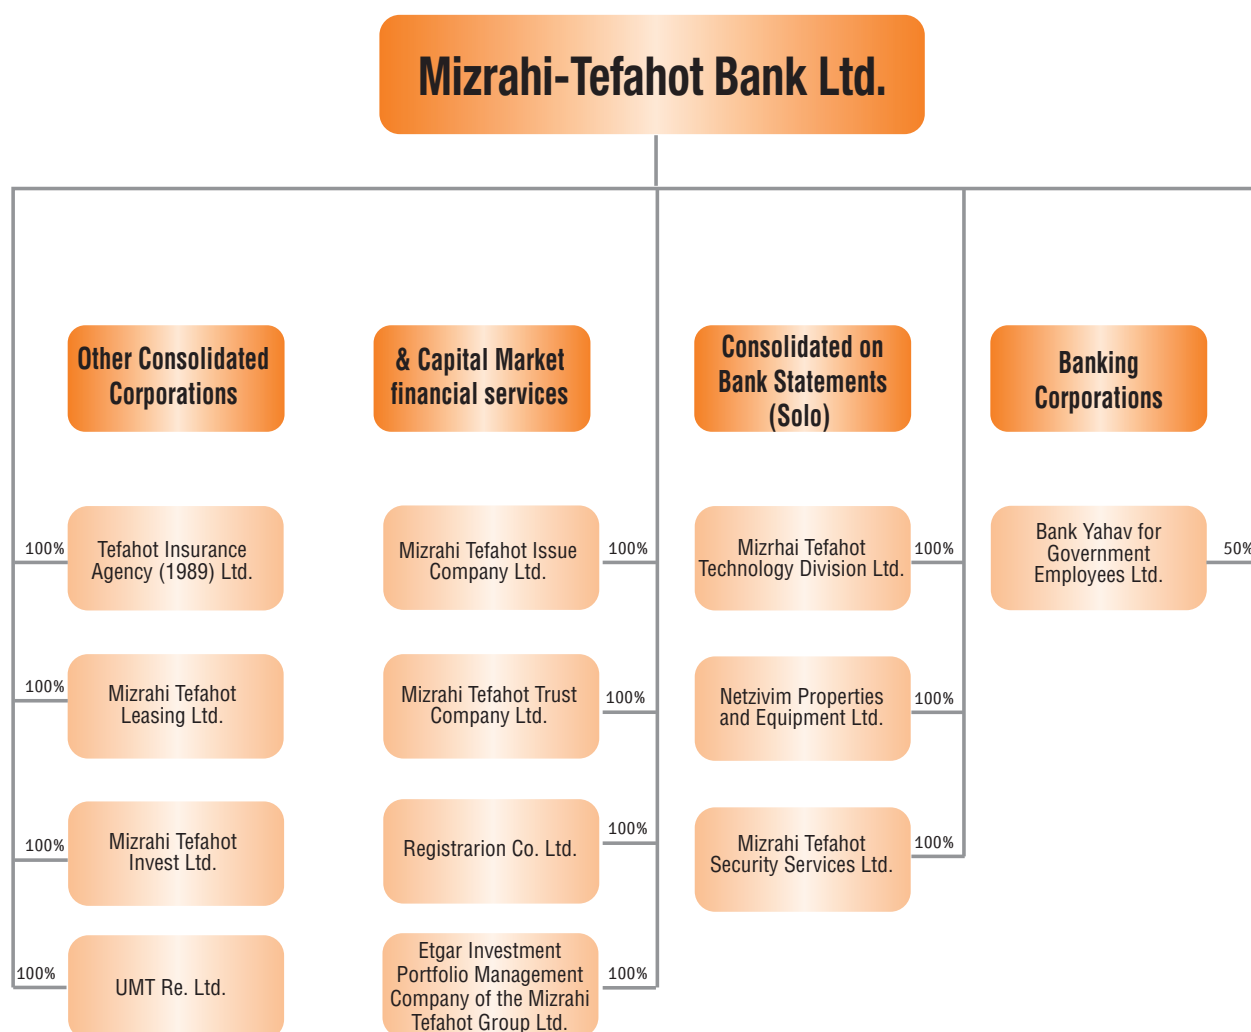 Mizrahi-Tefahot Bank Ltd.
Other Consolidated
Corporations
& Capital Market
financial services
Consolidated on
Bank Statements
(Solo)
Banking
Corporations
100%
Tefahot Insurance
Agency (1989) Ltd.
Mizrahi Tefahot Issue
Company Ltd.
100%
Mizrhai Tefahot
Technology Division Ltd.
100%
Bank Yahav for
Government
Employees Ltd.
50%
100%
Mizrahi Tefahot
Leasing Ltd.
Mizrahi Tefahot Trust
Company Ltd.
100%
Netzivim Properties
and Equipment Ltd.
100%
100%
Mizrahi Tefahot
Invest Ltd.
Registrarion Co. Ltd.
100%
Mizrahi Tefahot
Security Services Ltd.
100%
100%
UMT Re. Ltd.
Etgar Investment
Portfolio Management
Company of the Mizrahi
Tefahot Group Ltd.
100%